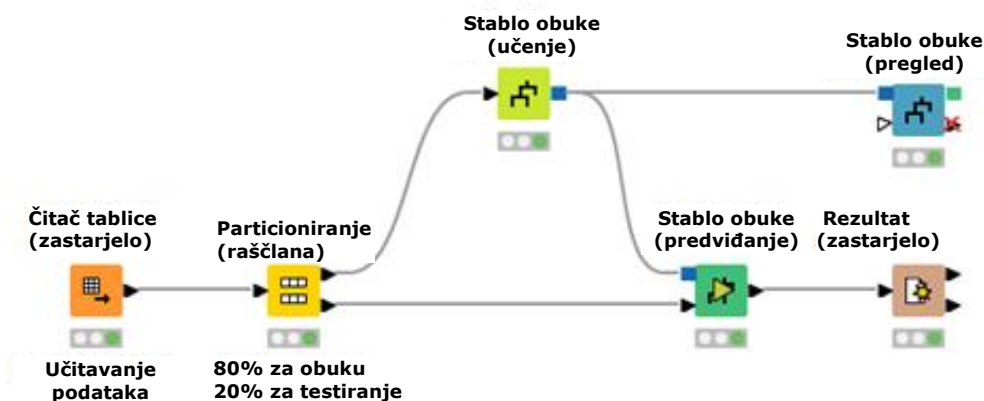 Stablo obuke
(učenje)
Stablo obuke
(pregled)
Čitač tablice
(zastarjelo)
Particioniranje
(raščlana)
Stablo obuke
(predviđanje)
Rezultat
(zastarjelo)
Učitavanje
podataka
80% za obuku
20% za testiranje